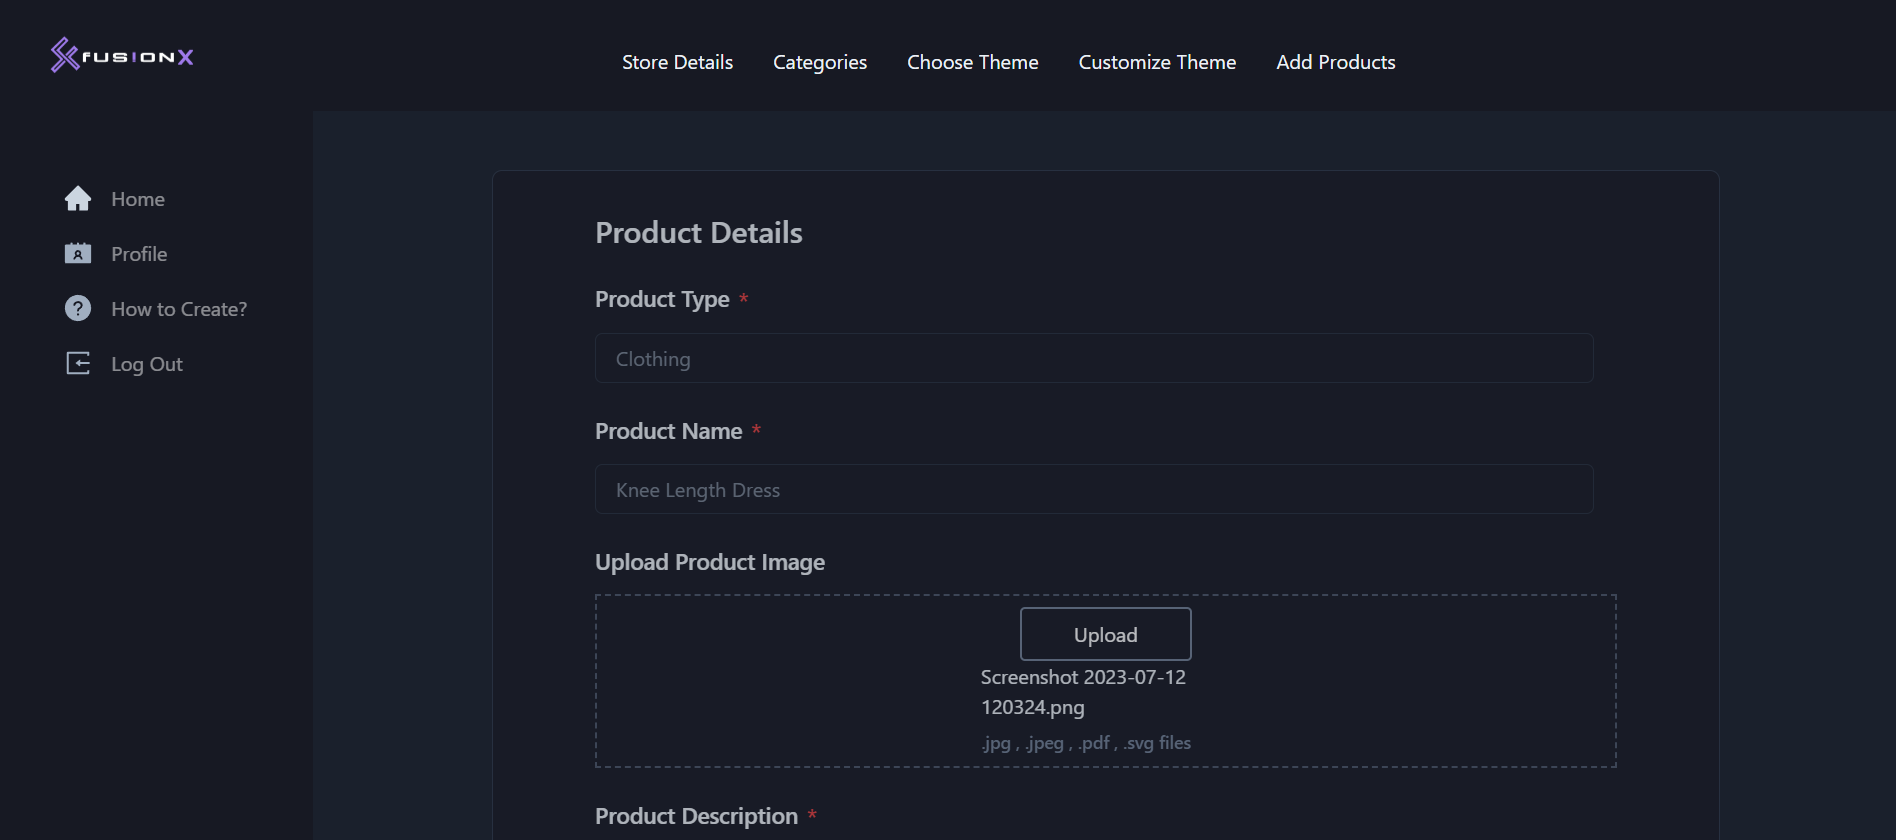 fusionX
Store Details
Categories
Choose Theme
Customize Theme
Add Products
Home
Profile
How to Create?
Log Out
Product Details
Product Type *
Clothing
Product Name *
Knee Length Dress
Upload Product Image
Upload
Screenshot 2023-07-12
120324.png
.jpg , .jpeg , .pdf , .svg files
Product Description *